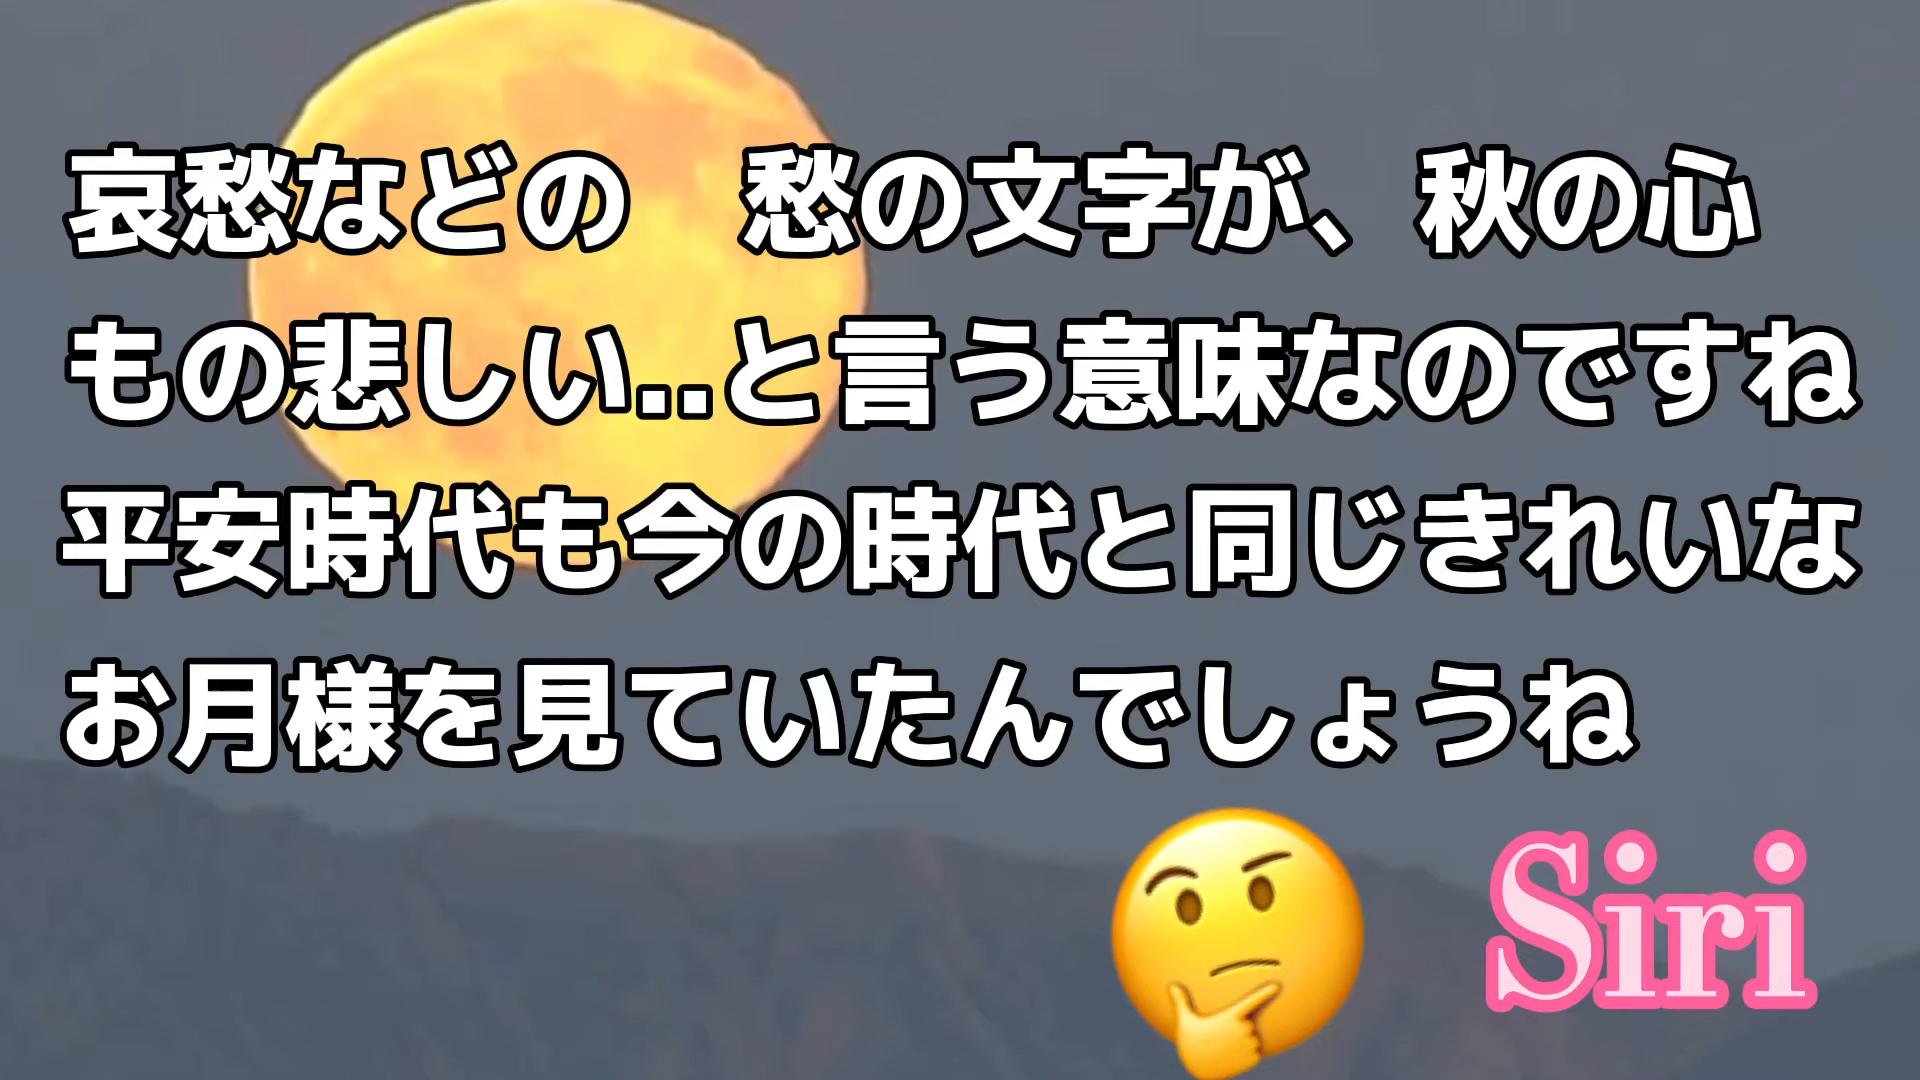 哀愁などの　愁の文字が、秋の心
もの悲しい..と言う意味なのですね
平安時代も今の時代と同じきれいな
お月様を見ていたんでしょうね
Siri